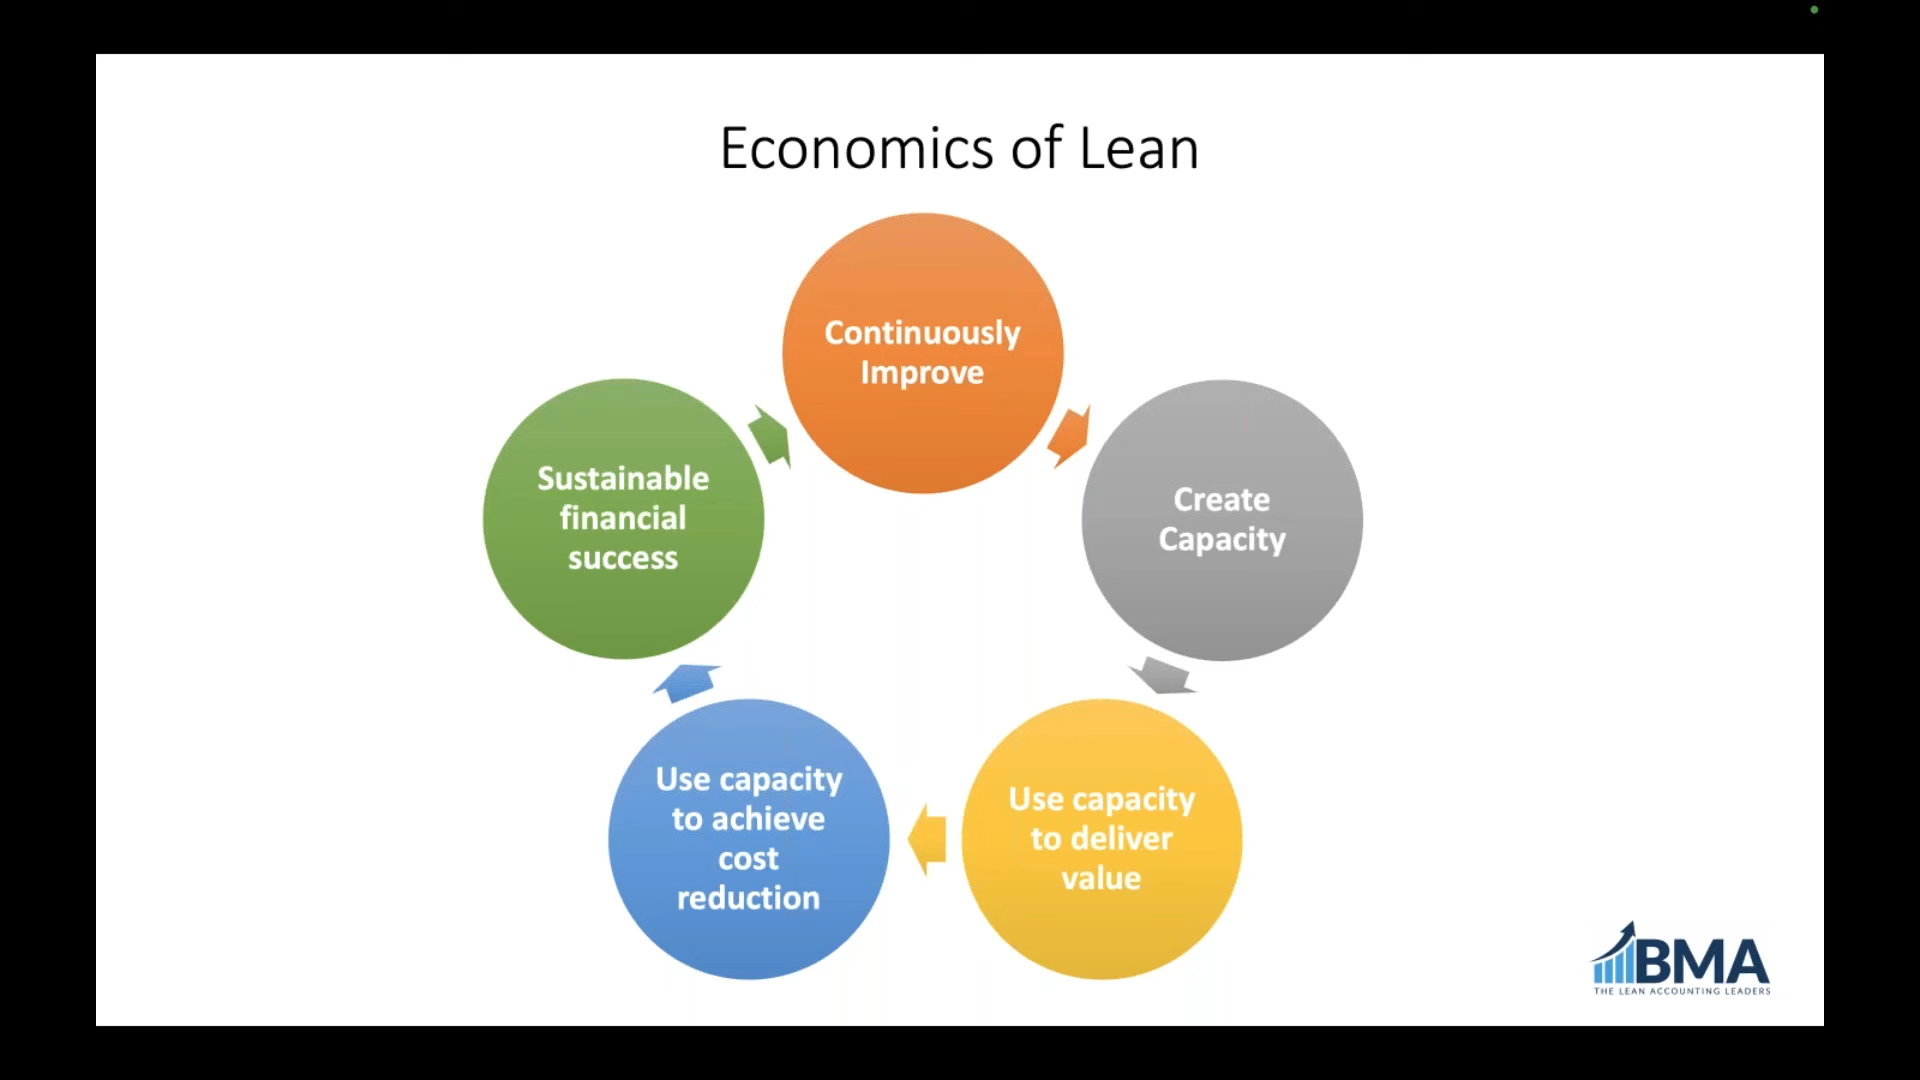 Economics of Lean
Continuously
Improve
Create
Capacity
Use capacity
to deliver
value
Use capacity
to achieve
cost
reduction
Sustainable
financial
success
BMA
THE LEAN ACCOUNTING LEADERS